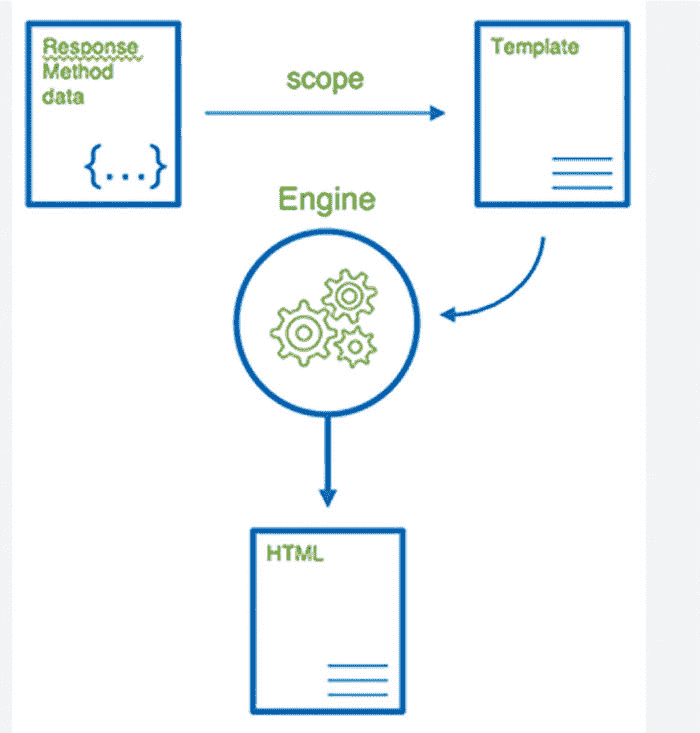 Response
Method
data
{...}
scope
Template
Engine
HTML